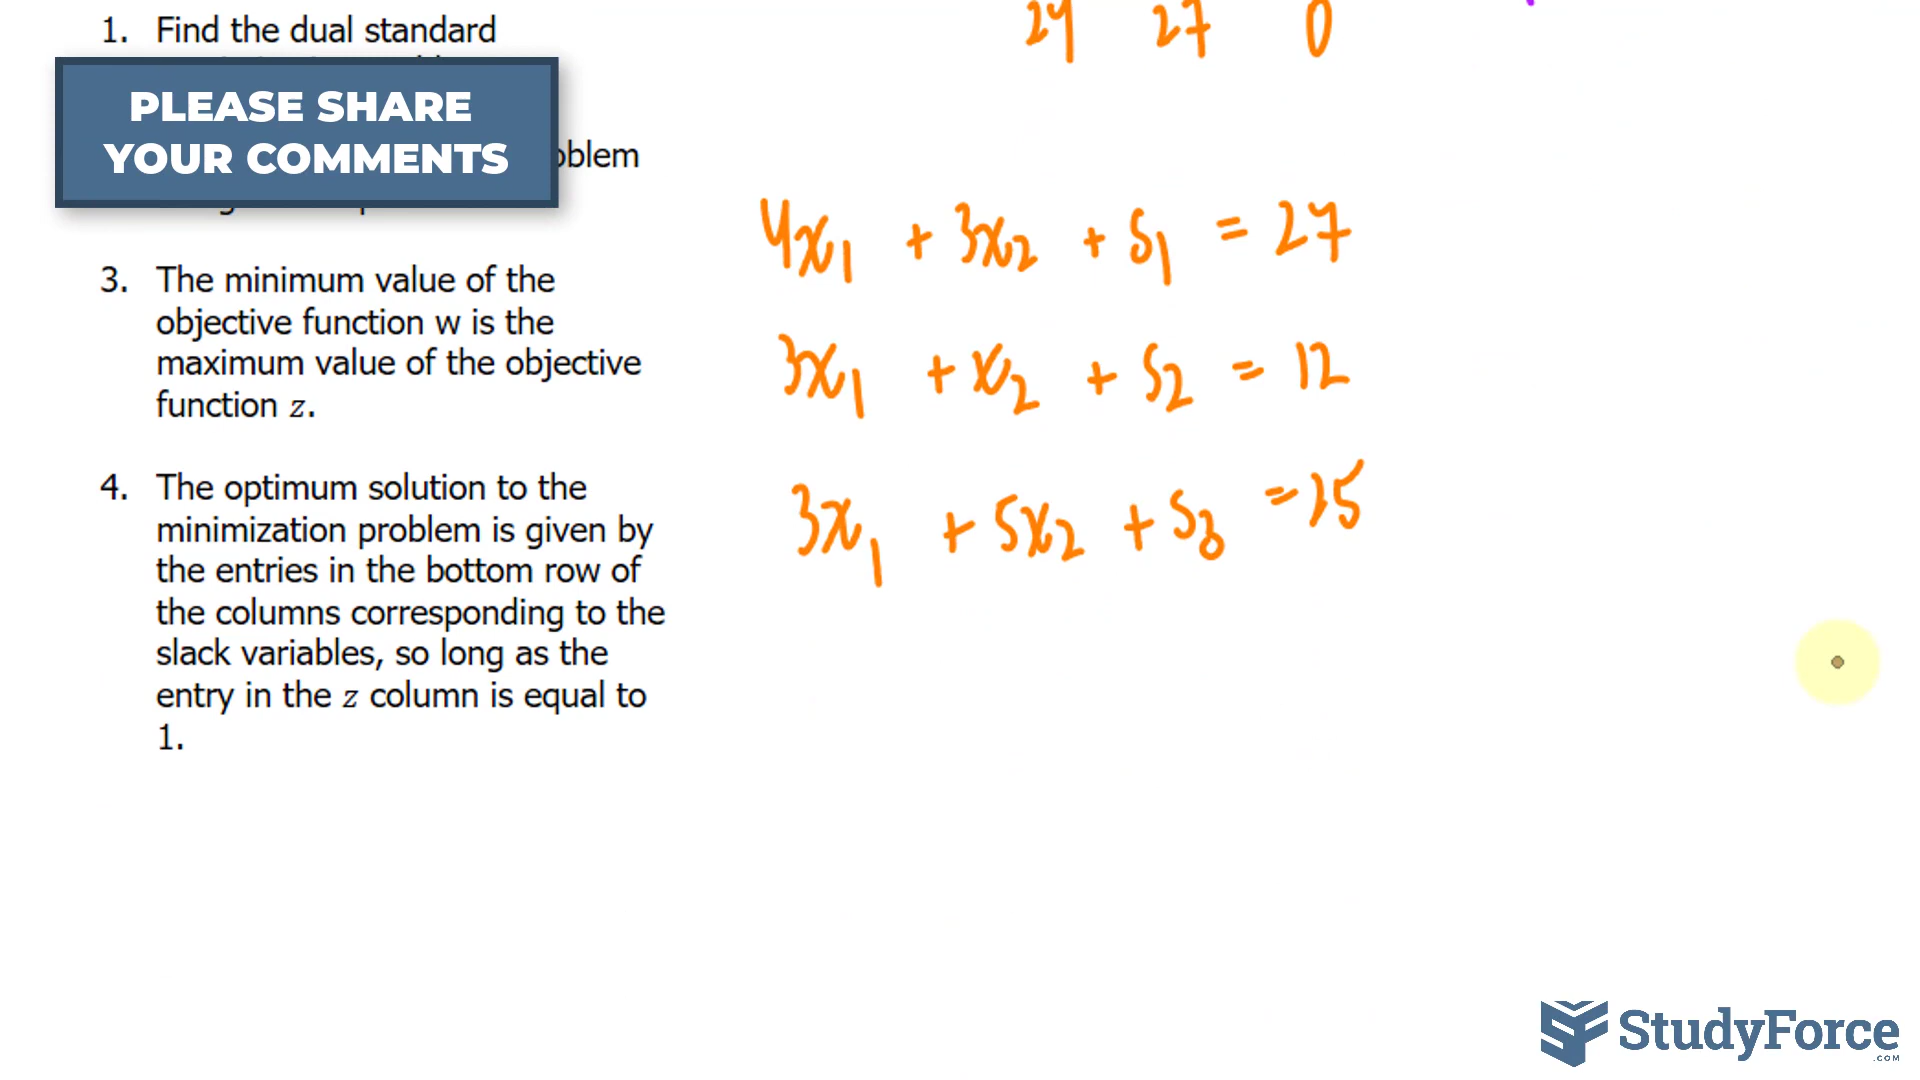 1. Find the dual standard
PLEASE SHARE
YOUR COMMENTS
oblem
3. The minimum value of the
objective function w is the
maximum value of the objective
function z.
4. The optimum solution to the
minimization problem is given by
the entries in the bottom row of
the columns corresponding to the
slack variables, so long as the
entry in the z column is equal to
1.
27 0
4x₁ + 3x₂ + s₁ = 27
3x₁ + x₂ + s₂ = 12
3x₁ + 5x₂ + s₃ =
StudyForce
.COM